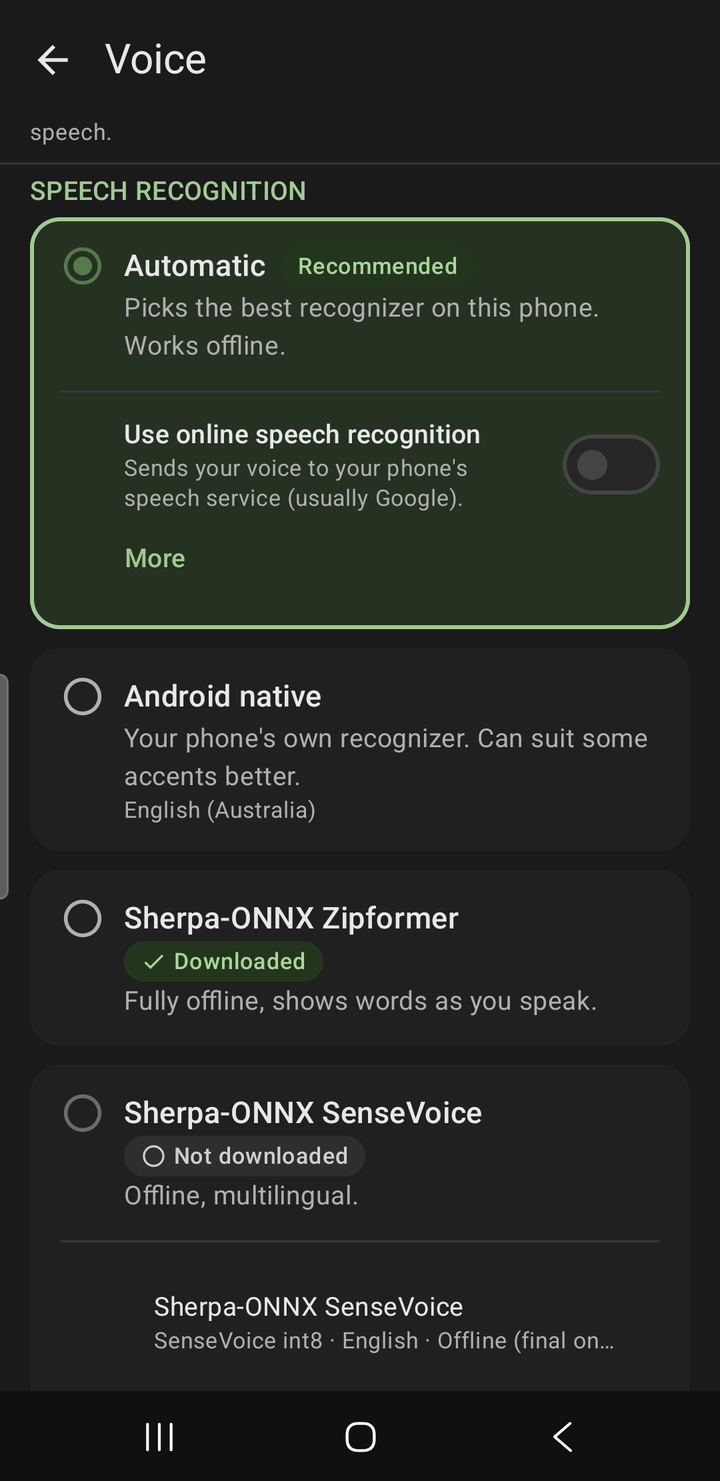 Voice
speech.
SPEECH RECOGNITION
Automatic Recommended
Picks the best recognizer on this phone.
Works offline.
Use online speech recognition
Sends your voice to your phone's
speech service (usually Google).
More
Android native
Your phone's own recognizer. Can suit some
accents better.
English (Australia)
Sherpa-ONNX Zipformer
Downloaded
Fully offline, shows words as you speak.
Sherpa-ONNX SenseVoice
Not downloaded
Offline, multilingual.
Sherpa-ONNX SenseVoice
SenseVoice int8 · English · Offline (final on…